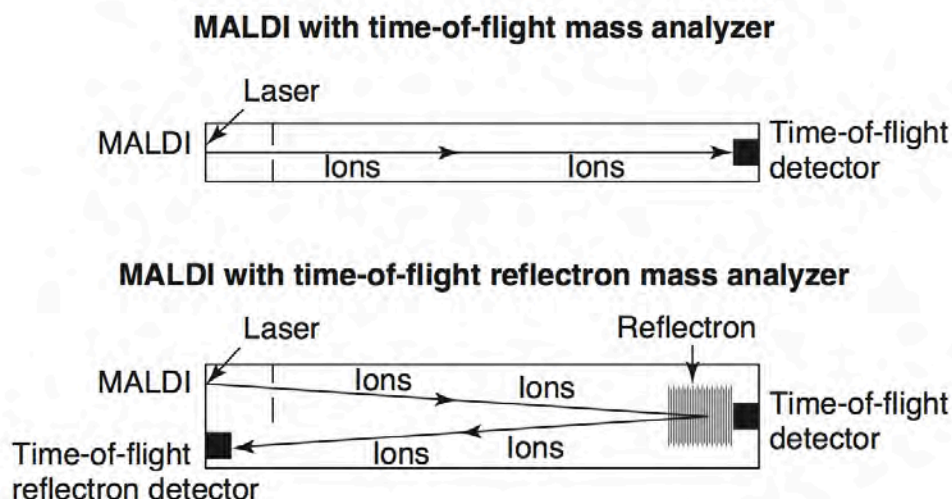 MALDI with time-of-flight mass analyzer
Laser
MALDI
Ions
Ions
Time-of-flight
detector
MALDI with time-of-flight reflectron mass analyzer
Laser
Reflectron
MALDI
Ions
Ions
Time-of-flight
detector
Ions
Ions
Time-of-flight
reflectron detector